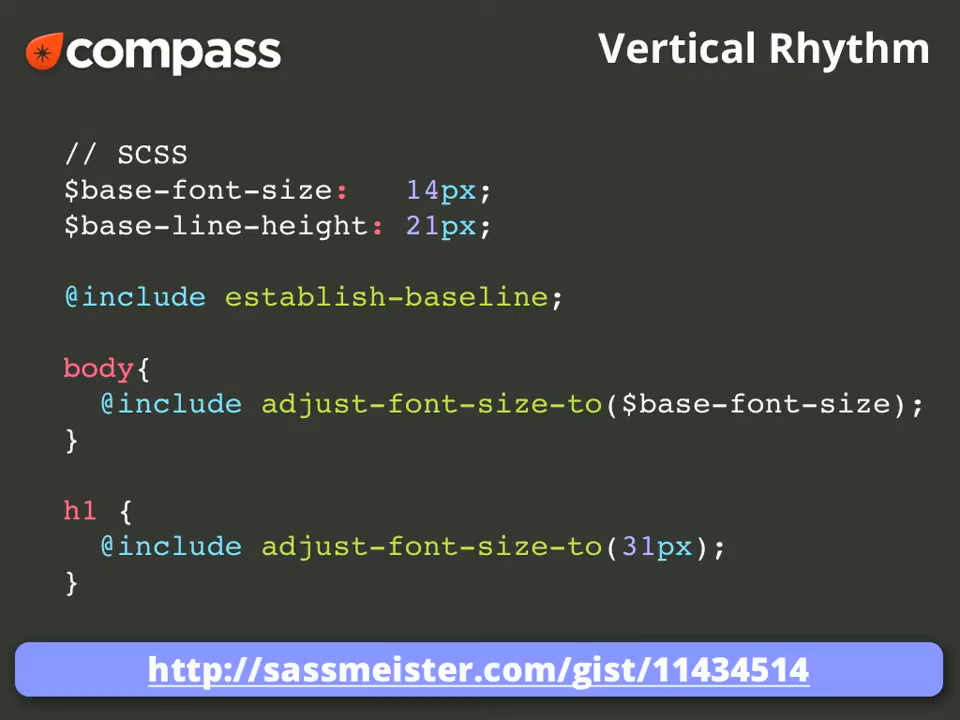 compass
Vertical Rhythm
// SCSS
$base-font-size:   14px;
$base-line-height: 21px;
@include establish-baseline;
body{
  @include adjust-font-size-to($base-font-size);
}
h1 {
  @include adjust-font-size-to(31px);
}
http://sassmeister.com/gist/11434514